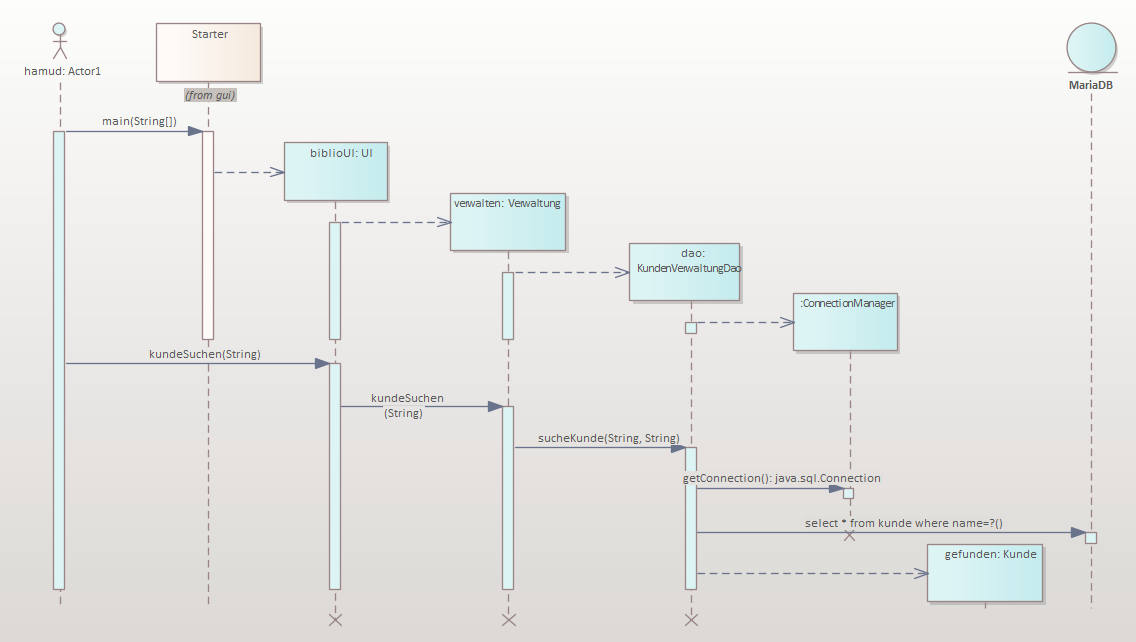 Starter
hamud: Actor1
MariaDB
(from gui)
main(String[])
biblioUI: UI
verwalten: Verwaltung
dao:
KundenVerwaltungDao
:ConnectionManager
kundeSuchen(String)
kundeSuchen
(String)
sucheKunde(String, String)
getConnection(): java.sql.Connection
select * from kunde where name=?()
gefunden: Kunde